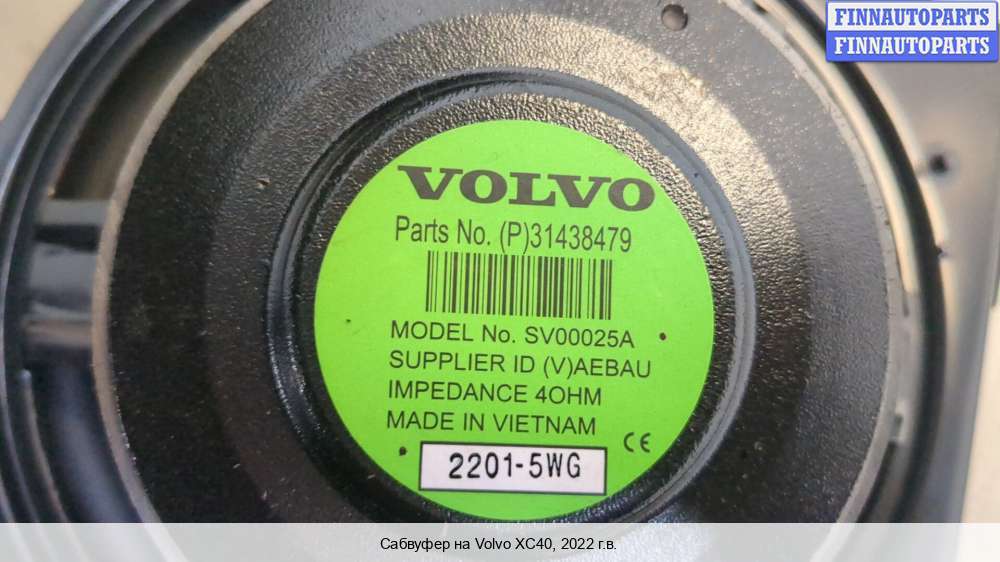 FINNAUTOPARTS
FINNAUTOPARTS
VOLVO
Parts No. (P)31438479
MODEL No. SV00025A
SUPPLIER ID (V)AEBAU
IMPEDANCE 4OHM
MADE IN VIETNAM
CE
2201-5WG
Сабвуфер на Volvo XC40, 2022 г.в.